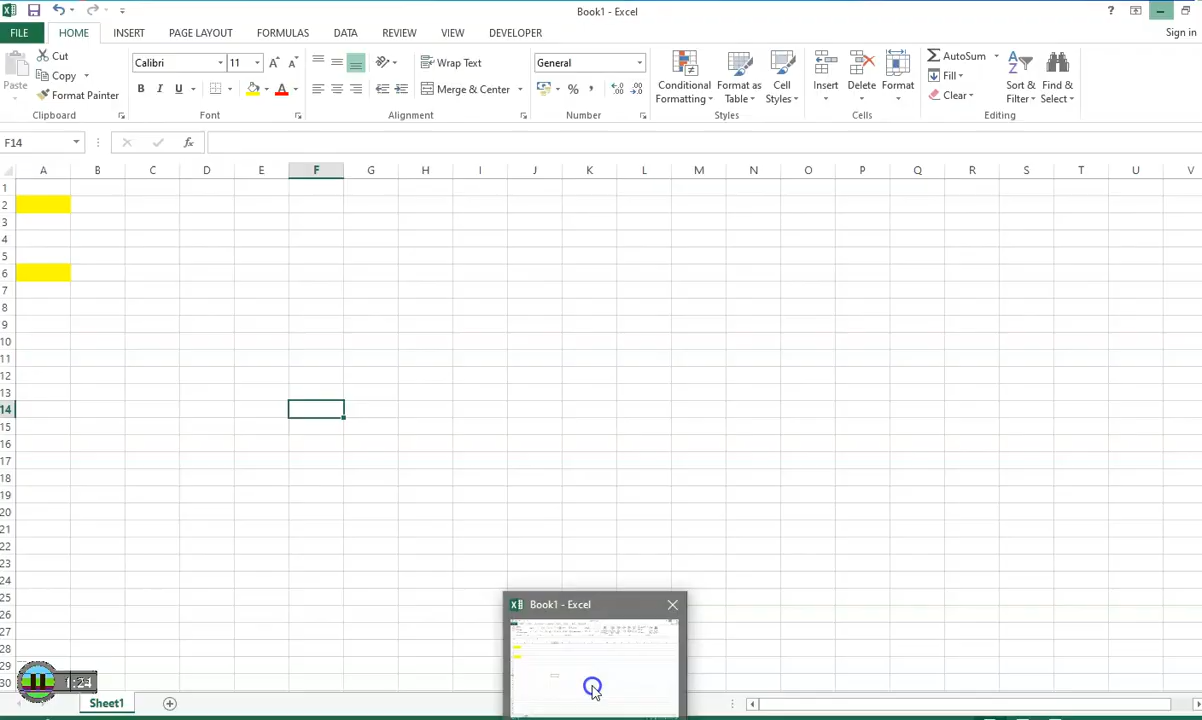 Book1 - Excel
Sign in
FILE HOME INSERT PAGE LAYOUT FORMULAS DATA REVIEW VIEW DEVELOPER
Paste
Cut
Copy
Format Painter
Clipboard
Calibri 11
B I U
Font
Wrap Text
Merge & Center
Alignment
General
%
Number
Conditional Formatting
Format as Table
Cell Styles
Styles
Insert
Delete
Format
Cells
AutoSum
Fill
Clear
Sort & Filter
Find & Select
Editing
F14
fx
A B C D E F G H I J K L M N O P Q R S T U V
1
2
3
4
5
6
7
8
9
10
11
12
13
14
15
16
17
18
19
20
21
22
23
24
25
26
27
28
29
30
Book1 - Excel
Sheet1